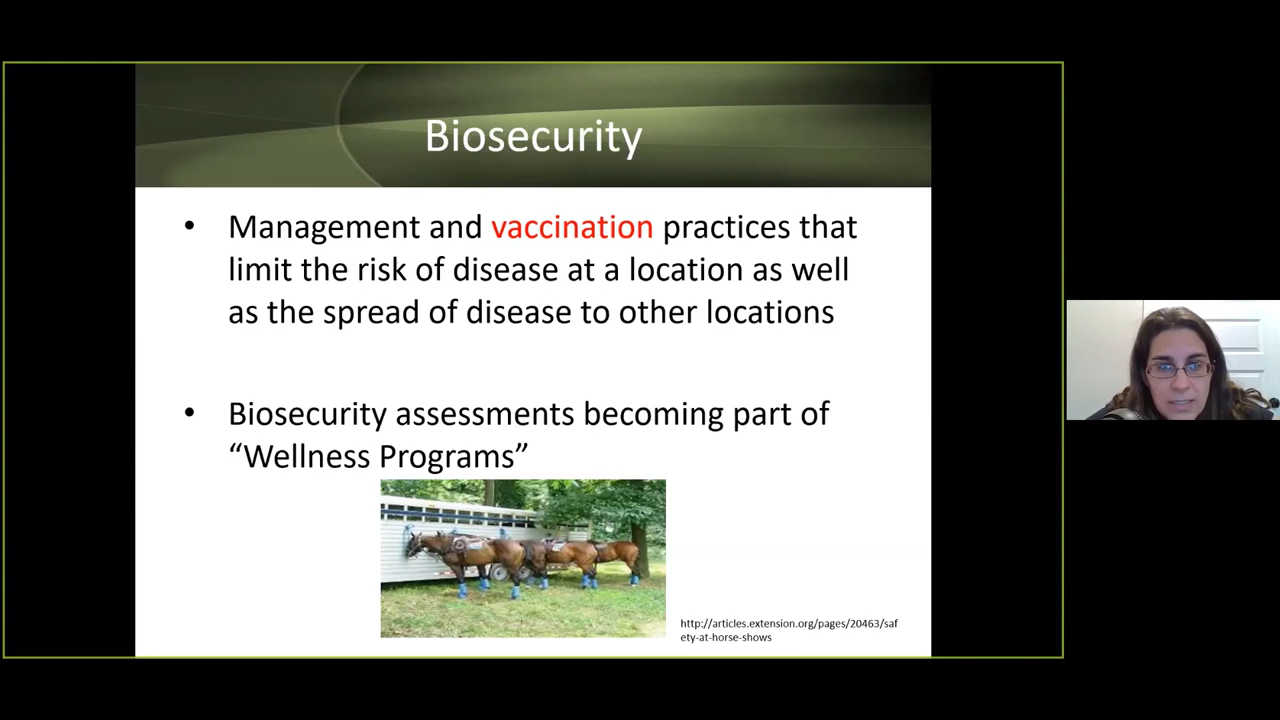 Biosecurity
• Management and vaccination practices that
limit the risk of disease at a location as well
as the spread of disease to other locations
• Biosecurity assessments becoming part of
“Wellness Programs”
http://articles.extension.org/pages/20463/saf
ety-at-horse-shows